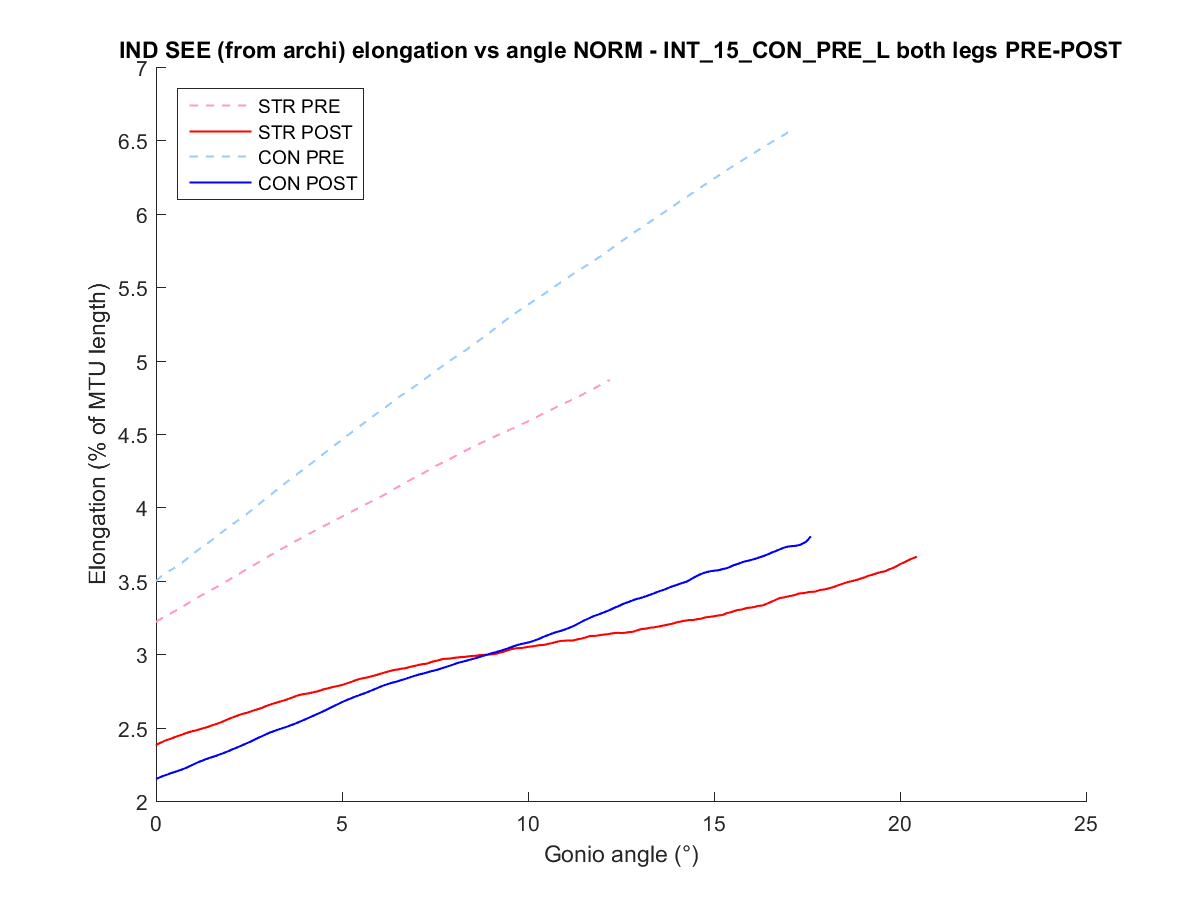 IND SEE (from archi) elongation vs angle NORM - INT_15_CON_PRE_L both legs PRE-POST
STR PRE
STR POST
CON PRE
CON POST
7
6.5
6
5.5
5
4.5
4
3.5
3
2.5
2
Elongation (% of MTU length)
0 5 10 15 20 25
Gonio angle (°)